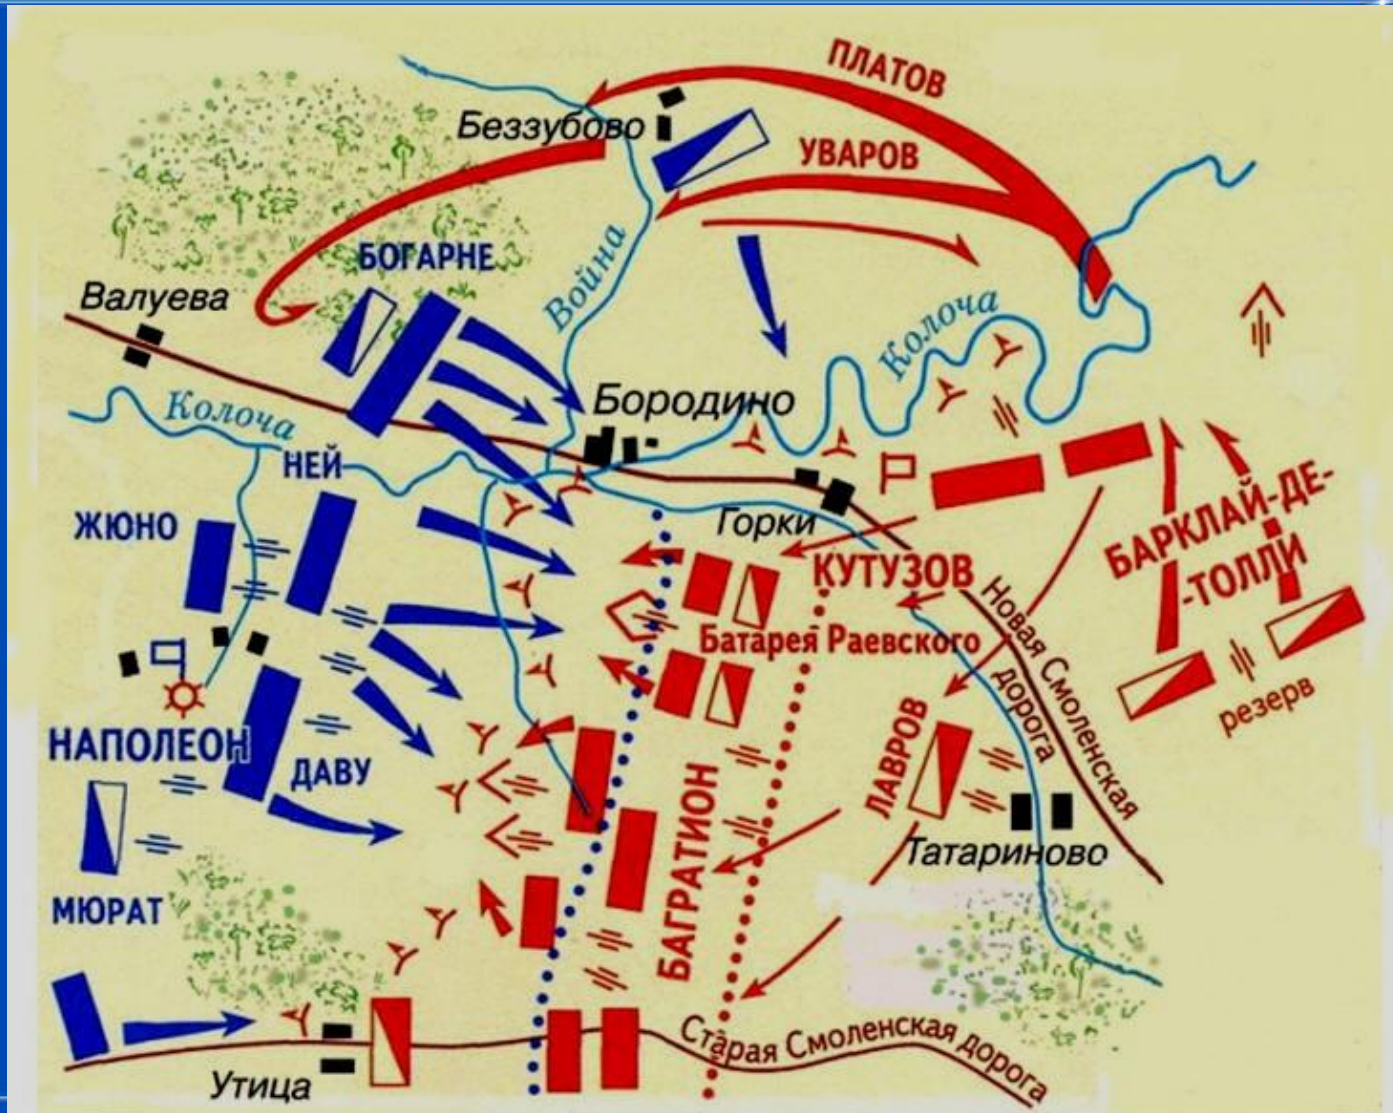 ПЛАТОВ
Беззубово
УВАРОВ
Война
БОГАРНЕ
Валуева
Колоча
Колоча
Бородино
НЕЙ
ЖЮНО
Горки
БАРКЛАЙ-ДЕ-
-ТОЛЛИ
КУТУЗОВ
Батарея Раевского
Новая Смоленская
дорога
резерв
НАПОЛЕОН
ДАВУ
ЛАВРОВ
БАГРАТИОН
Татариново
МЮРАТ
Старая Смоленская дорога
Утица